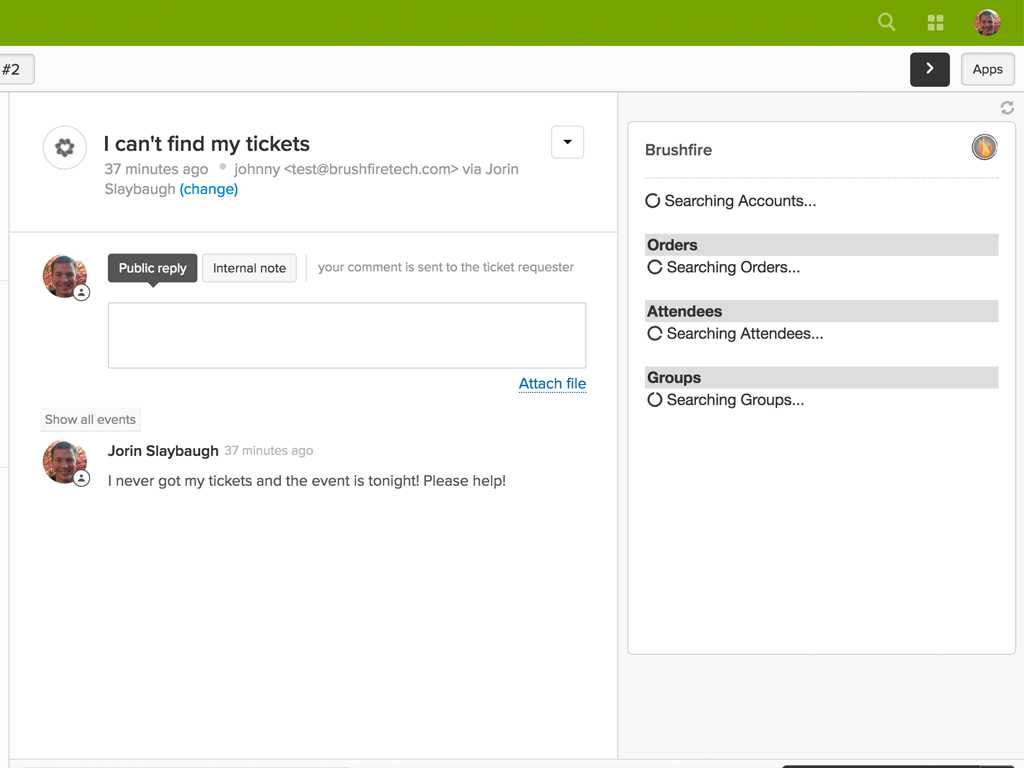 #2
Apps
I can't find my tickets
37 minutes ago johnny <test@brushfiretech.com> via Jorin
Slaybaugh (change)
Public reply
Internal note
your comment is sent to the ticket requester
Attach file
Show all events
Jorin Slaybaugh 37 minutes ago
I never got my tickets and the event is tonight! Please help!
Brushfire
Searching Accounts...
Orders
Searching Orders...
Attendees
Searching Attendees...
Groups
Searching Groups...